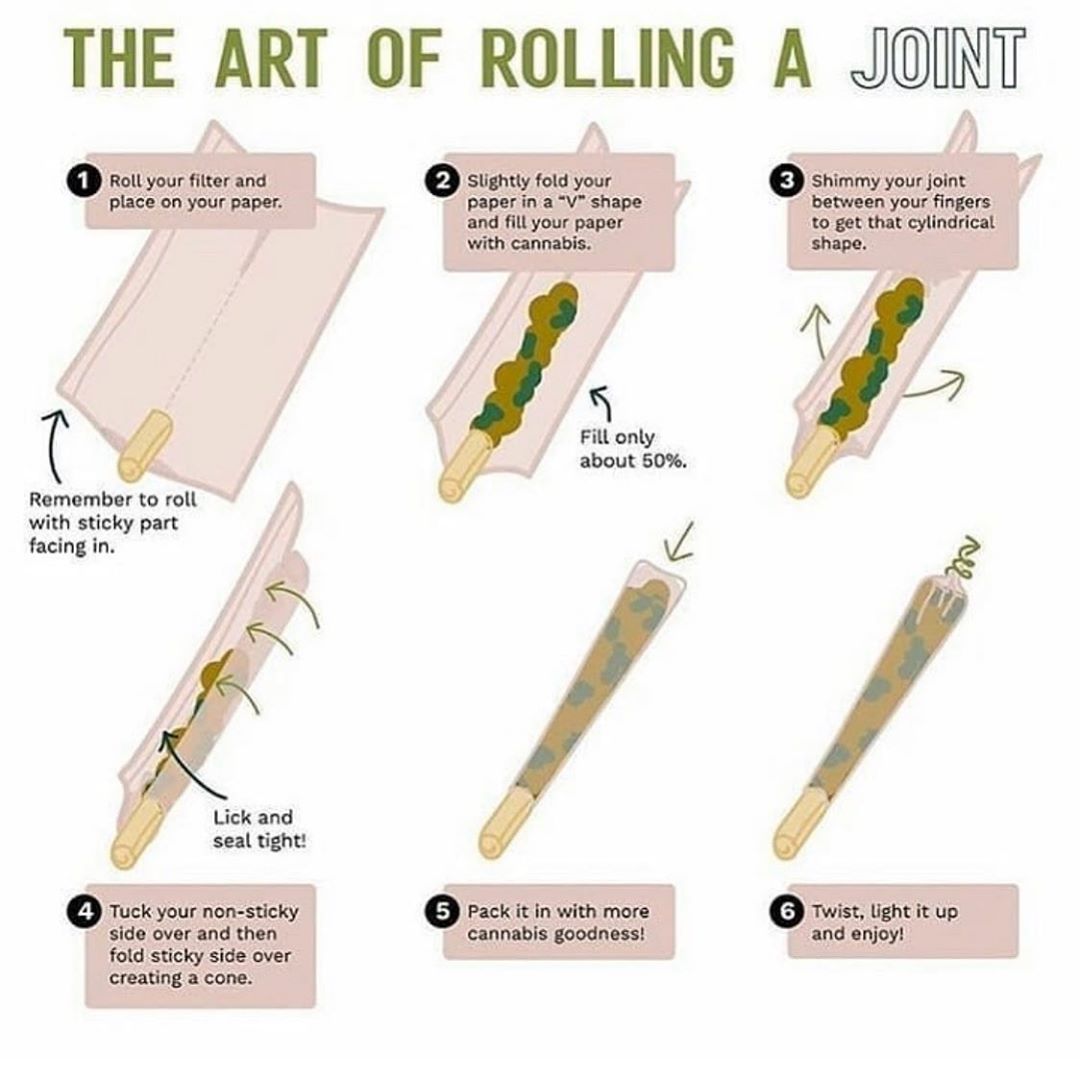 THE ART OF ROLLING A JOINT
1 Roll your filter and
place on your paper.
2 Slightly fold your
paper in a “V” shape
and fill your paper
with cannabis.
3 Shimmy your joint
between your fingers
to get that cylindrical
shape.
Fill only
about 50%.
Remember to roll
with sticky part
facing in.
Lick and
seal tight!
4 Tuck your non-sticky
side over and then
fold sticky side over
creating a cone.
5 Pack it in with more
cannabis goodness!
6 Twist, light it up
and enjoy!